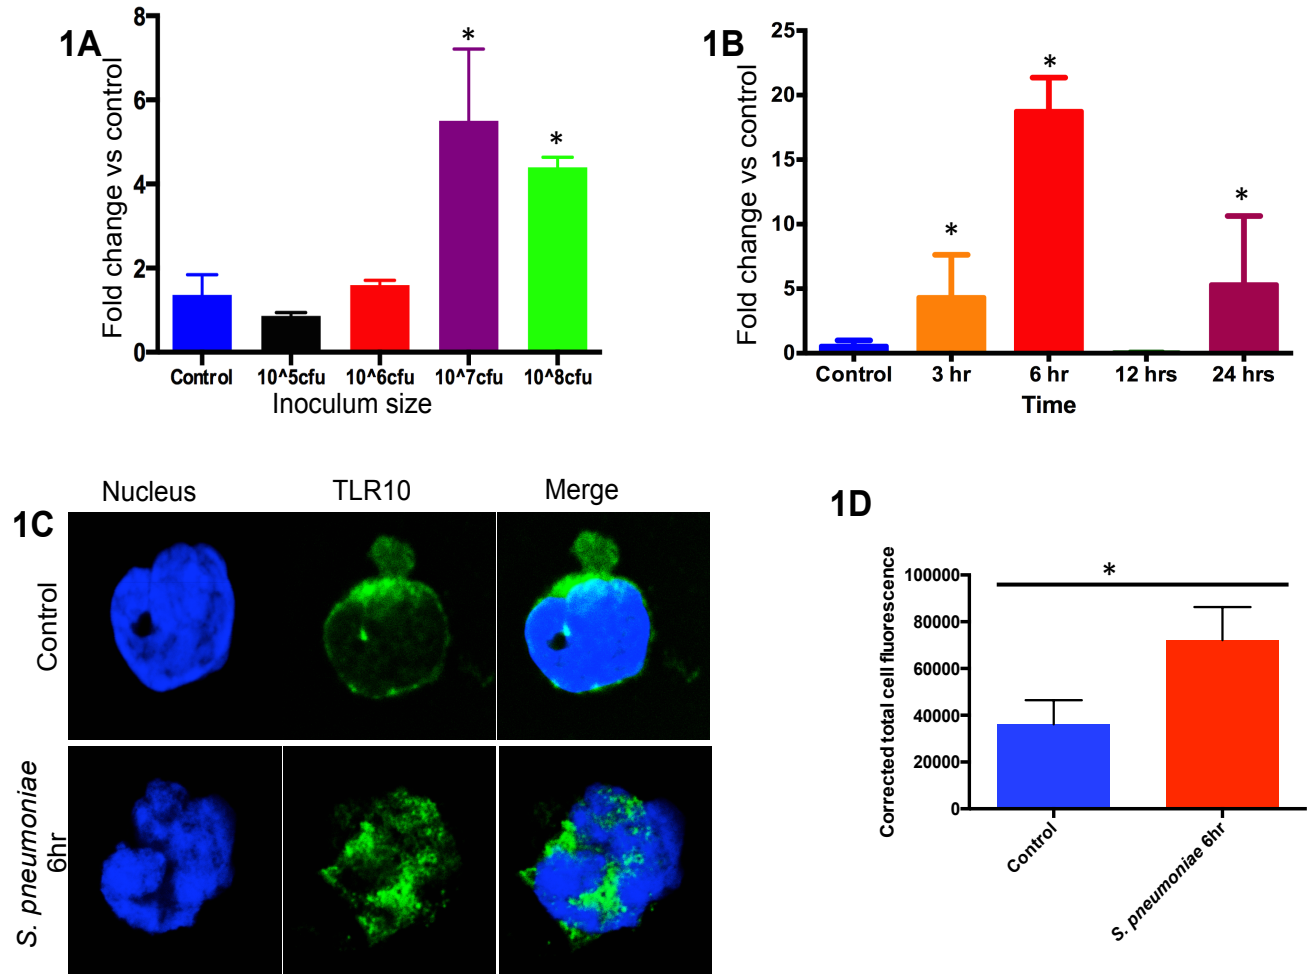 1A
Fold change vs control
8
6
4
2
0
*
*
Control 10^5cfu 10^6cfu 10^7cfu 10^8cfu
Inoculum size
1B
Fold change vs control
25
20
15
10
5
0
*
*
*
Control 3 hr 6 hr 12 hrs 24 hrs
Time
1C
Nucleus TLR10 Merge
Control
S. pneumoniae
6hr
1D
Corrected total cell fluorescence
100000
80000
60000
40000
20000
0
*
Control
S. pneumoniae 6hr